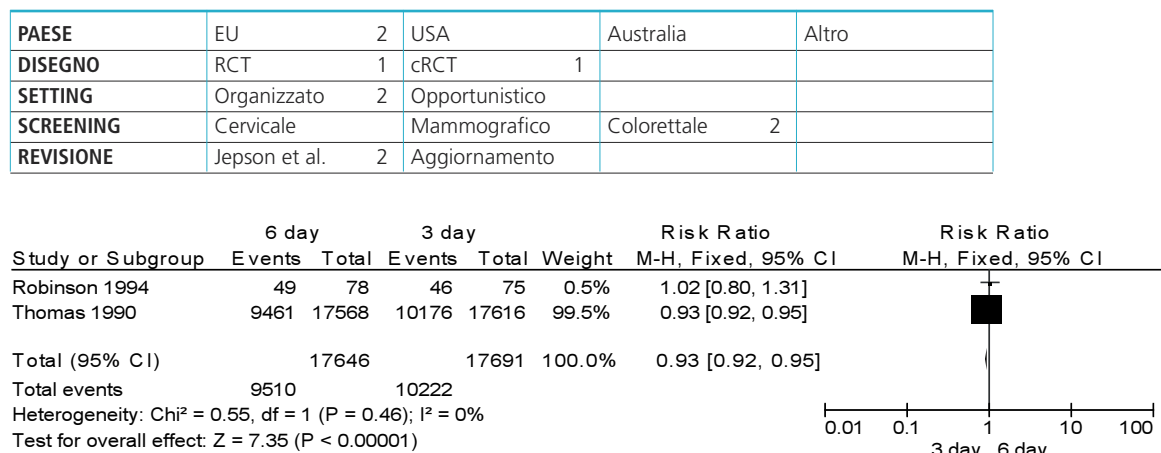 PAESE EU 2 USA Australia Altro
DISEGNO RCT 1 cRCT 1
SETTING Organizzato 2 Opportunistico
SCREENING Cervicale Mammografico Colorettale 2
REVISIONE Jepson et al. 2 Aggiornamento
6 day 3 day Risk Ratio Risk Ratio
Study or Subgroup Events Total Events Total Weight M-H, Fixed, 95% CI M-H, Fixed, 95% CI
Robinson 1994 49 78 46 75 0.5% 1.02 [0.80, 1.31]
Thomas 1990 9461 17568 10176 17616 99.5% 0.93 [0.92, 0.95]
Total (95% CI) 17646 17691 100.0% 0.93 [0.92, 0.95]
Total events 9510 10222
Heterogeneity: Chi² = 0.55, df = 1 (P = 0.46); I² = 0%
Test for overall effect: Z = 7.35 (P < 0.00001)
0.01 0.1 1 10 100
3 day 6 day